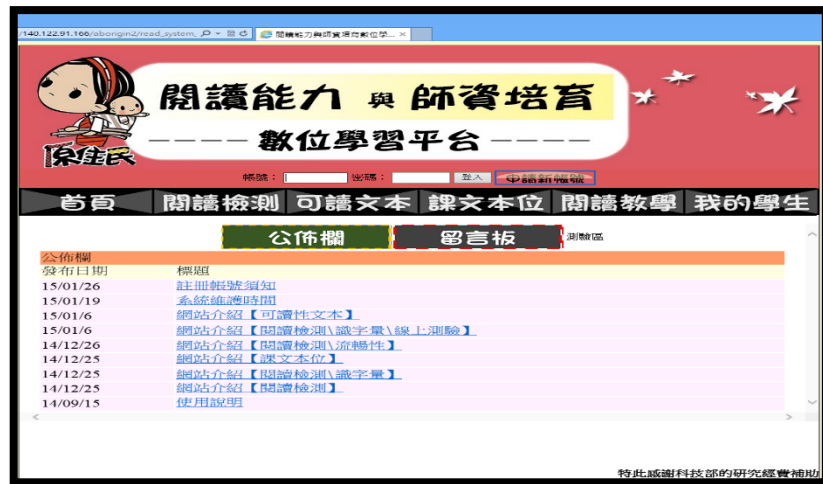 /140.122.91.166/abongin2/read_system_
閱讀能力與師資培育數位學... ×
閱讀能力 與 師資培育
---- 數位學習平台 ----
原住民
帳號： 密碼： 登入 申請新帳號
首頁 閱讀檢測 可讀文本 課文本位 閱讀教學 我的學生
公佈欄 留言板 測驗區
公佈欄
發布日期 標題
15/01/26 註冊帳號須知
15/01/19 系統維護時間
15/01/6 網站介紹【可讀性文本】
15/01/6 網站介紹【閱讀檢測\識字量\線上測驗】
14/12/26 網站介紹【閱讀檢測\流暢性】
14/12/25 網站介紹【課文本位】
14/12/25 網站介紹【閱讀檢測\識字量】
14/12/25 網站介紹【閱讀檢測】
14/09/15 使用說明
特此感謝科技部的研究經費補助